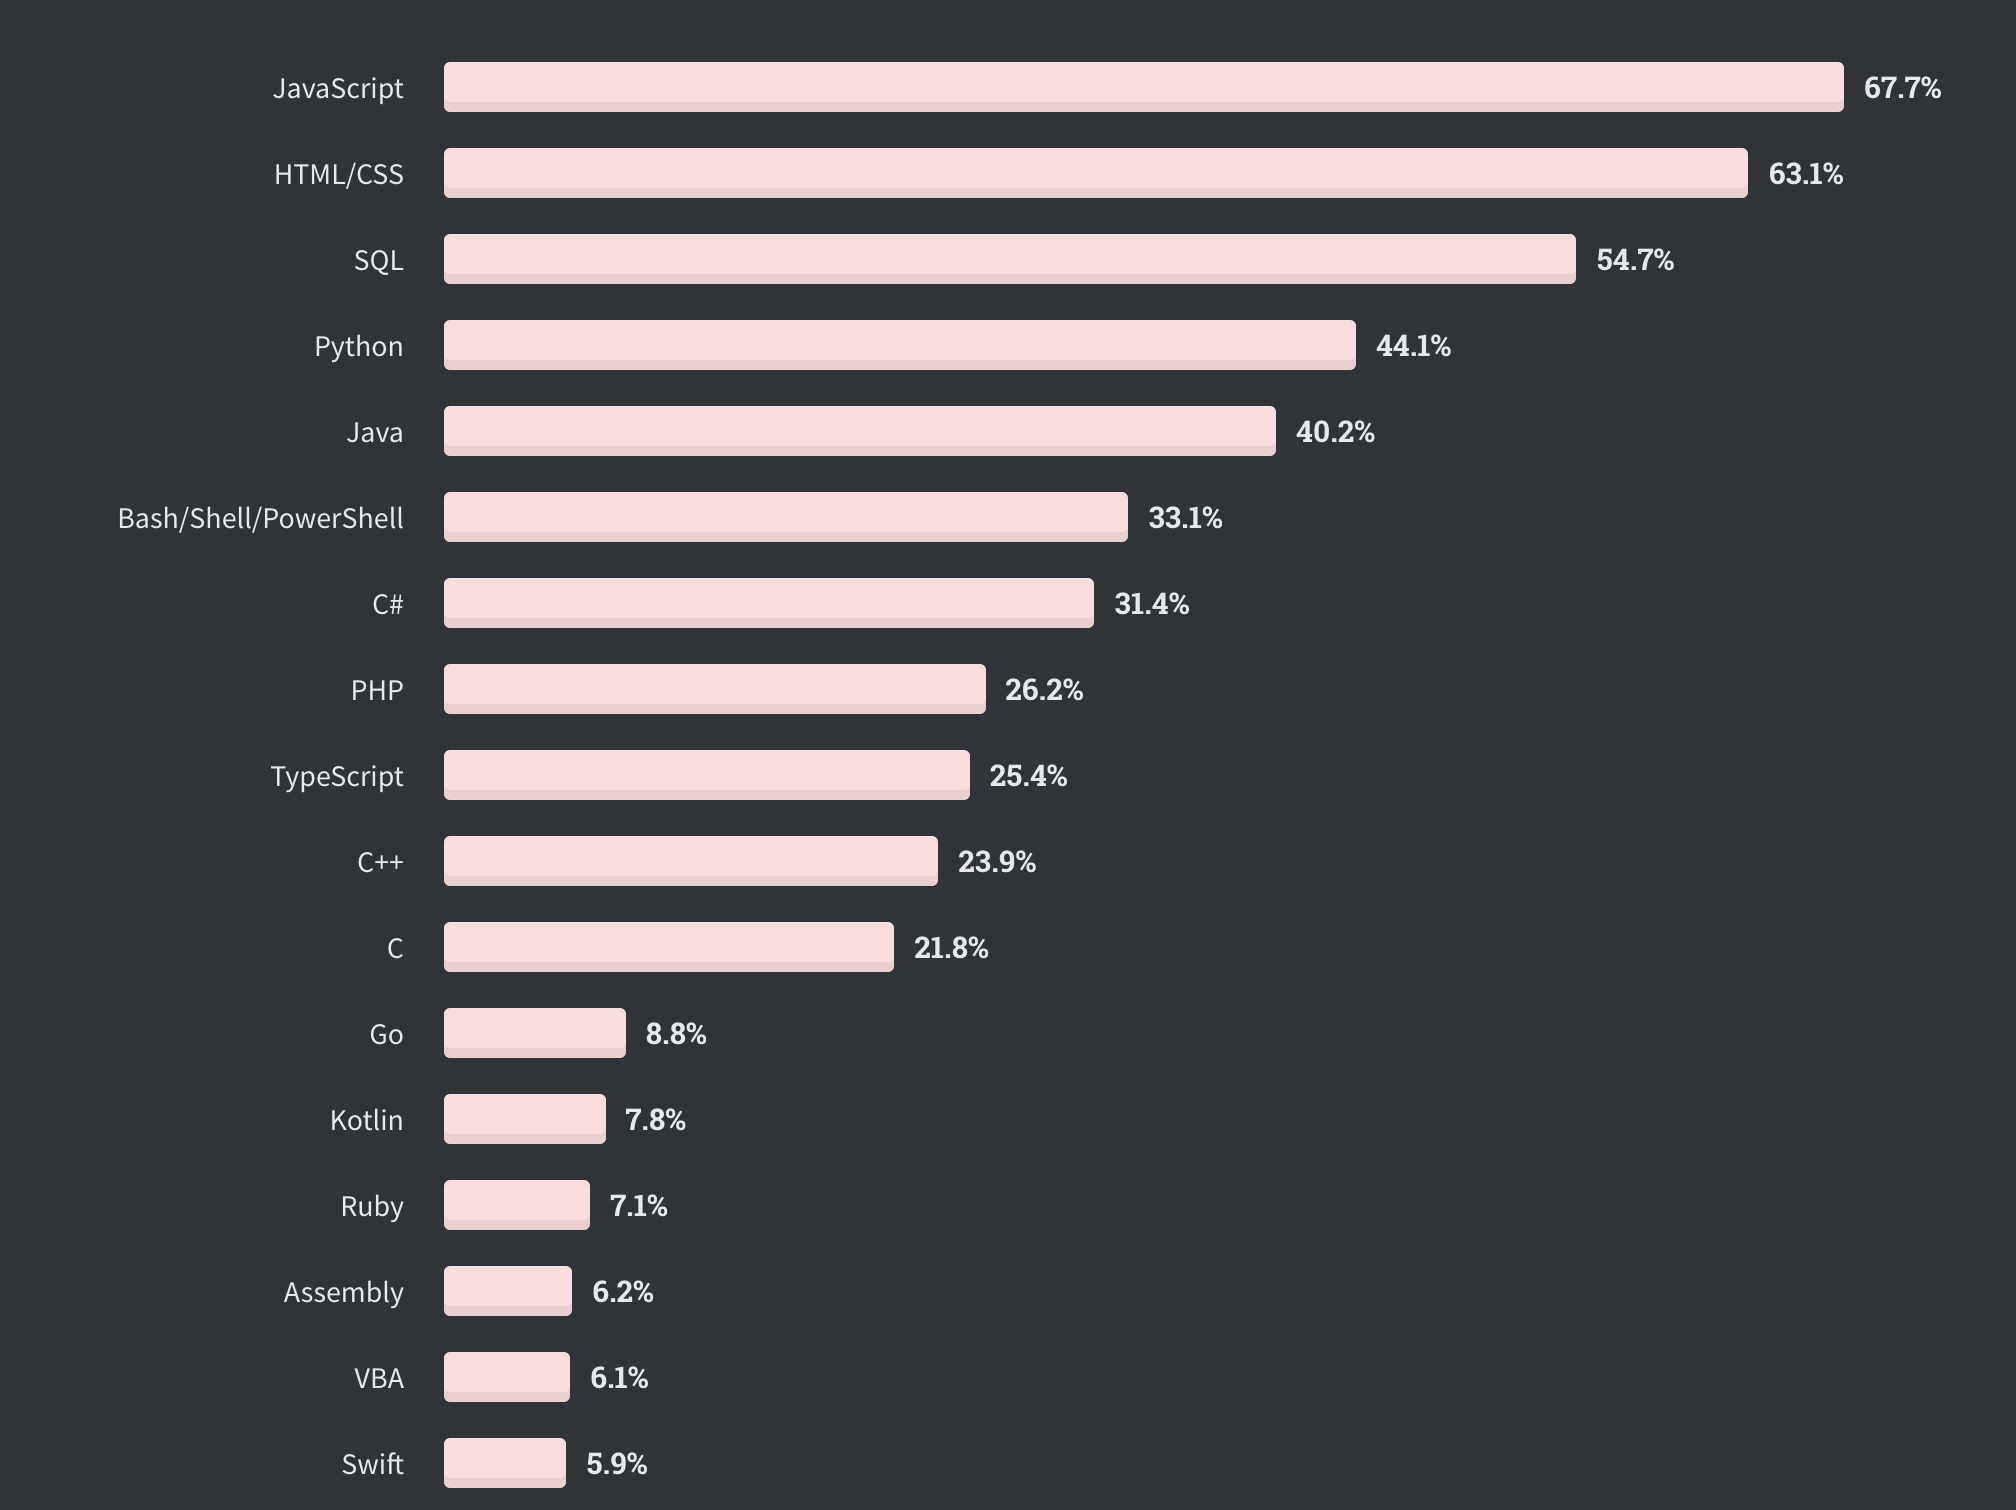 JavaScript 67.7%
HTML/CSS 63.1%
SQL 54.7%
Python 44.1%
Java 40.2%
Bash/Shell/PowerShell 33.1%
C# 31.4%
PHP 26.2%
TypeScript 25.4%
C++ 23.9%
C 21.8%
Go 8.8%
Kotlin 7.8%
Ruby 7.1%
Assembly 6.2%
VBA 6.1%
Swift 5.9%